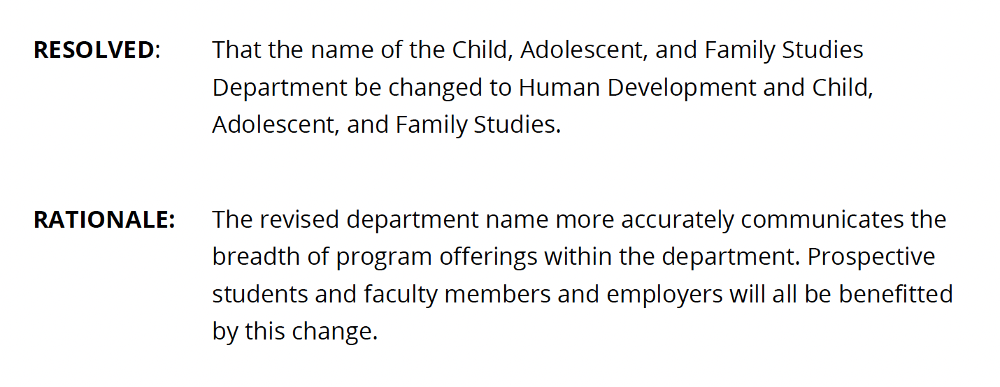 RESOLVED: That the name of the Child, Adolescent, and Family Studies
Department be changed to Human Development and Child,
Adolescent, and Family Studies.
RATIONALE: The revised department name more accurately communicates the
breadth of program offerings within the department. Prospective
students and faculty members and employers will all be benefitted
by this change.